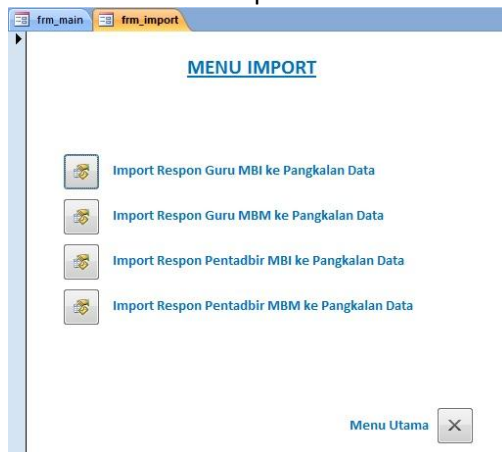 frm_main frm_import
MENU IMPORT
Import Respon Guru MBI ke Pangkalan Data
Import Respon Guru MBM ke Pangkalan Data
Import Respon Pentadbir MBI ke Pangkalan Data
Import Respon Pentadbir MBM ke Pangkalan Data
Menu Utama